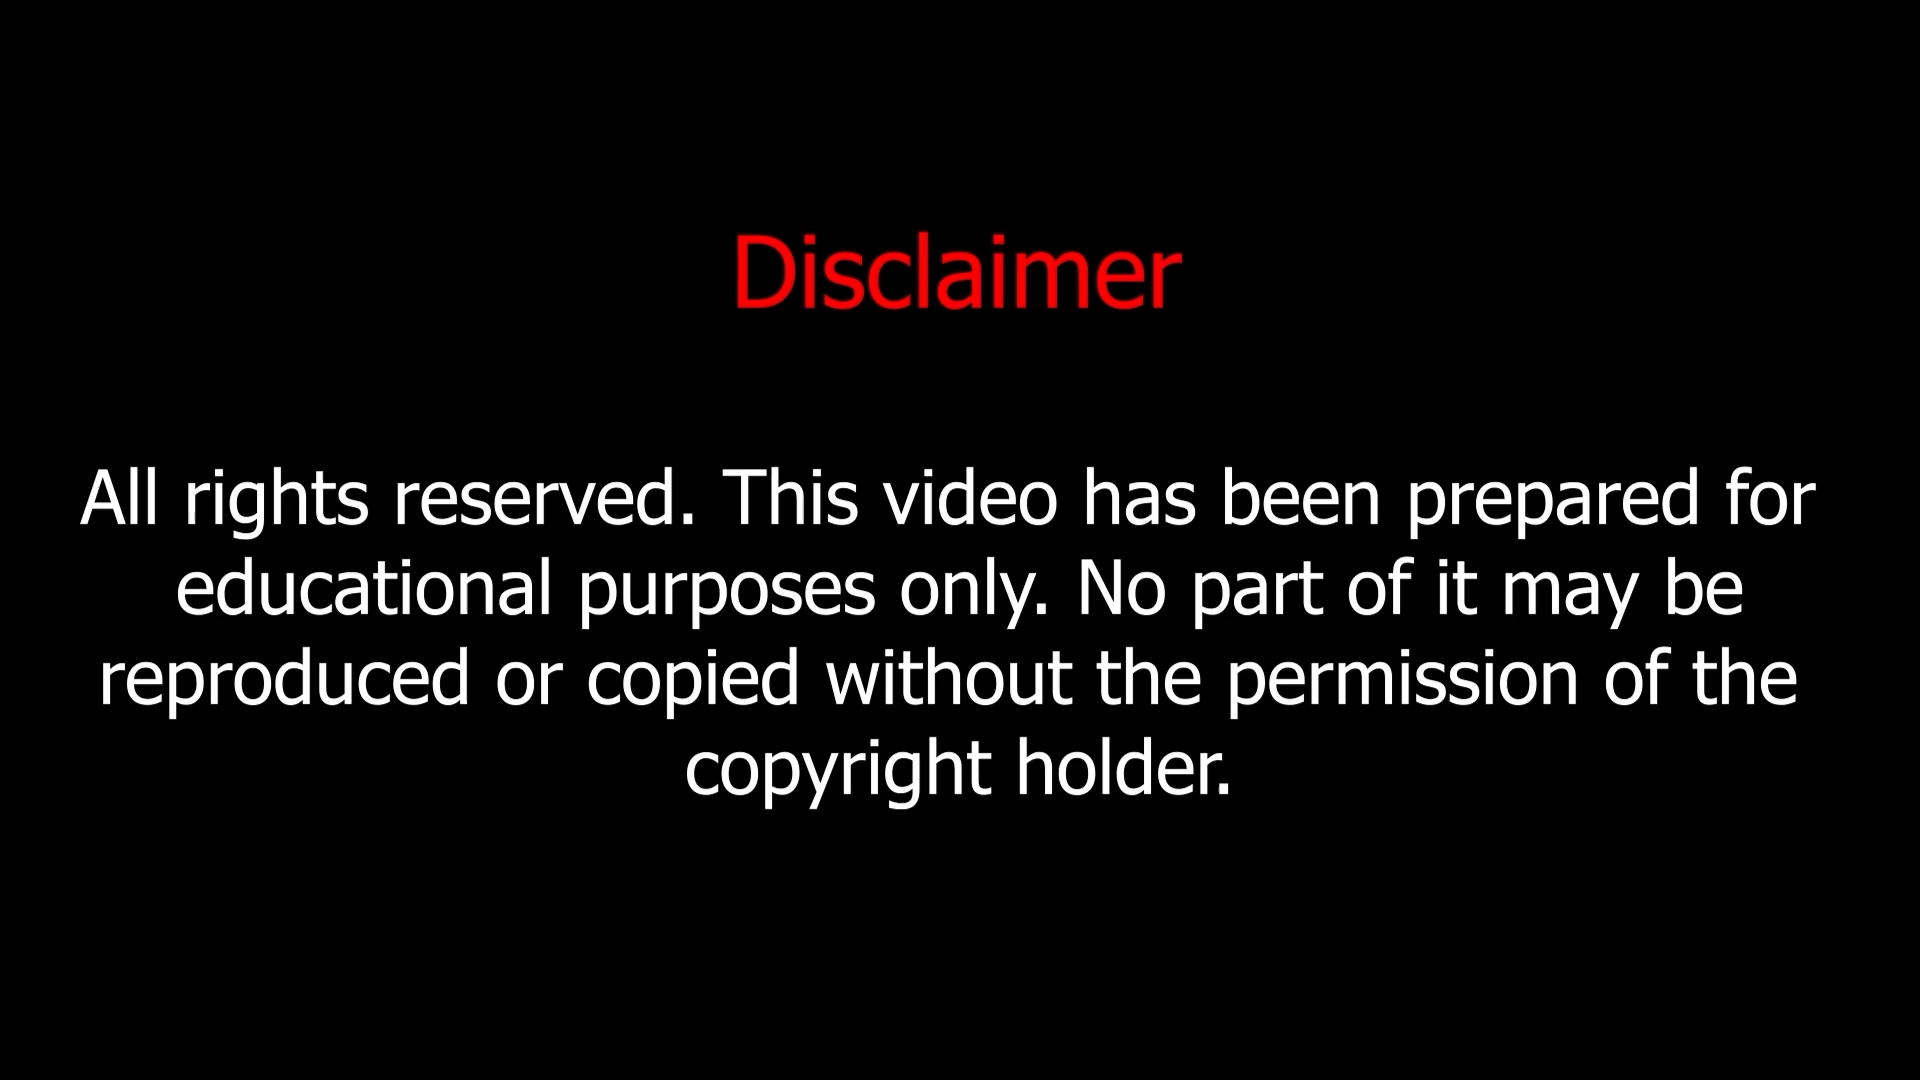 Disclaimer
All rights reserved. This video has been prepared for
educational purposes only. No part of it may be
reproduced or copied without the permission of the
copyright holder.